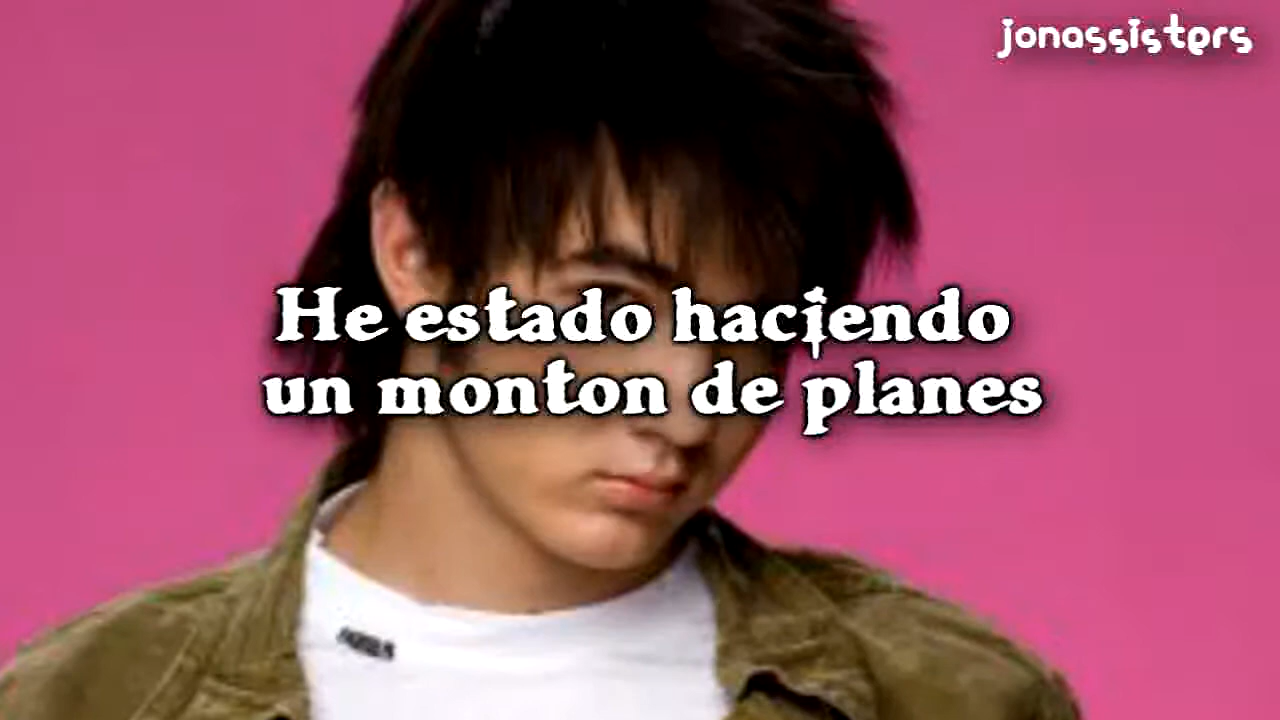 jonassisters
He estado haciendo
un monton de planes